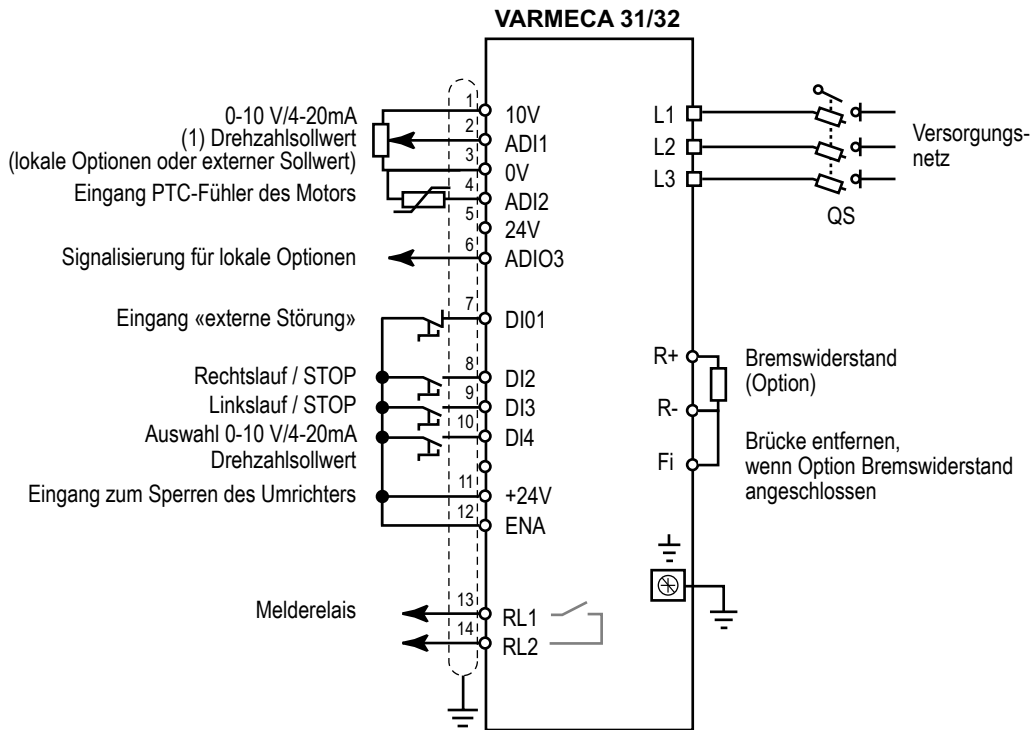 VARMECA 31/32
0-10 V/4-20mA
(1) Drehzahlsollwert
(lokale Optionen oder externer Sollwert)
Eingang PTC-Fühler des Motors
Signalisierung für lokale Optionen
Eingang «externe Störung»
Rechtslauf / STOP
Linkslauf / STOP
Auswahl 0-10 V/4-20mA
Drehzahlsollwert
Eingang zum Sperren des Umrichters
Melderelais
1 10V
2 ADI1
3 0V
4 ADI2
5 24V
6 ADIO3
7 DI01
8 DI2
9 DI3
10 DI4
11 +24V
12 ENA
13 RL1
14 RL2
L1
L2
L3
QS
Versorgungs-
netz
R+
R-
Fi
Bremswiderstand
(Option)
Brücke entfernen,
wenn Option Bremswiderstand
angeschlossen